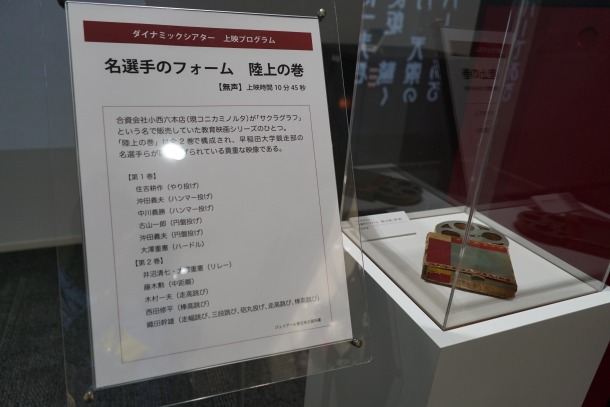 ダイナミックシアター 上映プログラム
名選手のフォーム 陸上の巻
【無声】上映時間10分45秒
合資会社小西六本店(現コニカミノルタ)が「サクラグラフ」
という名で販売していた教育映画シリーズのひとつ。
「陸上の巻」は全2巻で構成され、早稲田大学競走部の
名選手らが げられている貴重な映像である。
【第1巻】
住吉耕作(やり投げ)
沖田義夫(ハンマー投げ)
中川義勝(ハンマー投げ)
古山一郎(円盤投げ)
沖田義夫(円盤投げ)
大澤重憲(ハードル)
【第2巻】
井沼清七・ 重憲(リレー)
藤木勲(中距離)
木村一夫(走高跳び)
西田修平(棒高跳び)
織田幹雄(走幅跳び、三段跳び、砲丸投げ、走高跳び、棒高跳び)